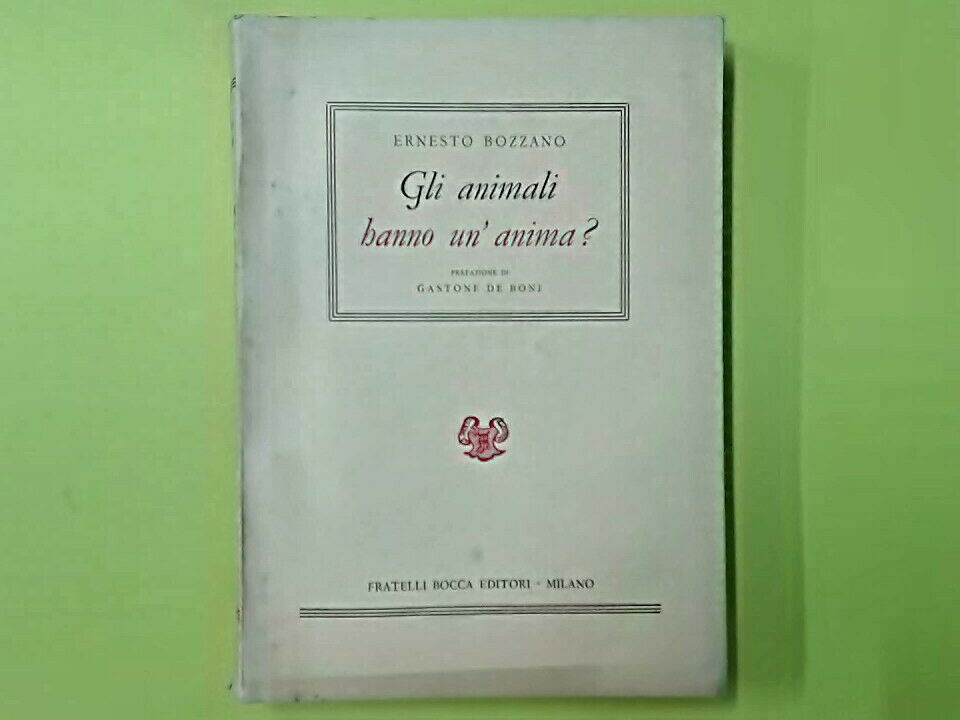 ERNESTO BOZZANO
Gli animali
hanno un' anima?
PREFAZIONE DI
GASTONE DE BONI
FRATELLI BOCCA EDITORI - MILANO